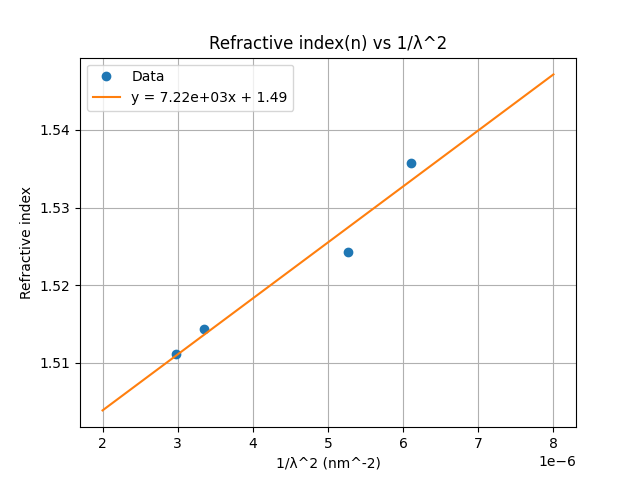 Refractive index(n) vs 1/λ^2
Data
y = 7.22e+03x + 1.49
1.54
1.53
1.52
1.51
Refractive index
2 3 4 5 6 7 8
1e−6
1/λ^2 (nm^-2)